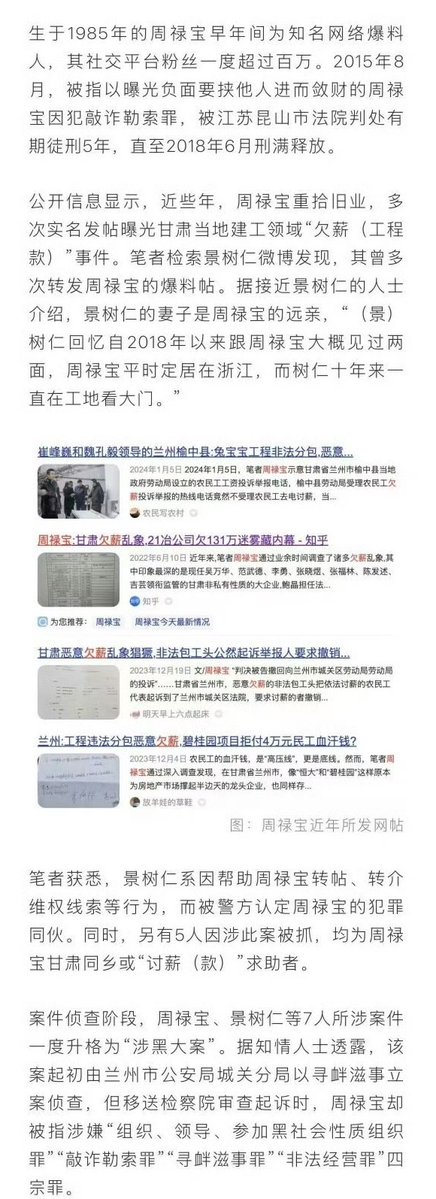 生于1985年的周禄宝早年间为知名网络爆料
人，其社交平台粉丝一度超过百万。2015年8
月，被指以曝光负面要挟他人进而敛财的周禄
宝因犯敲诈勒索罪，被江苏昆山市法院判处有
期徒刑5年，直至2018年6月刑满释放。
公开信息显示，近些年，周禄宝重拾旧业，多
次实名发帖曝光甘肃当地建工领域“欠薪（工程
款）”事件。笔者检索景树仁微博发现，其曾多
次转发周禄宝的爆料帖。据接近景树仁的人士
介绍，景树仁的妻子是周禄宝的远亲，“（景）
树仁回忆自2018年以来跟周禄宝大概见过两
面，周禄宝平时定居在浙江，而树仁十年来一
直在工地看大门。”
崔峰巍和魏孔毅领导的兰州榆中县:兔宝宝工程非法分包,恶意...
2024年1月5日 2024年1月5日，笔者周禄宝示意甘肃省兰州市榆中县当地
政府劳动局设立的农民工工资投诉举报电话，榆中县劳动局受理农民工欠
薪投诉举报的热线电话竟然不受理农民工去电讨薪，当...
农民写农村
周禄宝:甘肃欠薪乱象,21冶公司欠131万迷雾藏内幕 - 知乎
2022年6月10日 近年来,笔者周禄宝通过业余时间调查了诸多欠薪乱象,其
中印象最深的是现任吴万华、范武德、李勇、张晓煜、张福林、陈发述、
吉芸领衔监管的甘肃非私有性质的大企业,鲍晶担任法...
知乎
为您推荐： 周禄宝 周禄宝今天最新情况
甘肃恶意欠薪乱象猖獗,非法包工头公然起诉举报人要求撤销...
2023年12月19日 文/周禄宝 “判决被告撤回向兰州市城关区劳动局劳动局
的投诉”……甘肃省兰州市，恶意欠薪的非法包工头把依法讨薪的农民工
代表起诉到了兰州市城关区法院，要求讨薪的者撤销...
明天早上六点起床
兰州:工程违法分包恶意欠薪,碧桂园项目拒付4万元民工血汗钱?
2023年12月4日 农民工的血汗钱，是“高压线”，更是底线。然而，笔者周
禄宝通过深入调查发现，在甘肃省兰州市，像“恒大”和“碧桂园”这样原本
为房地产市场撑起半边天的龙头企业，也同样存...
放羊娃的草鞋
图：周禄宝近年所发网帖
笔者获悉，景树仁系因帮助周禄宝转帖、转介
维权线索等行为，而被警方认定周禄宝的犯罪
同伙。同时，另有5人因涉此案被抓，均为周禄
宝甘肃同乡或“讨薪（款）”求助者。
案件侦查阶段，周禄宝、景树仁等7人所涉案件
一度升格为“涉黑大案”。据知情人士透露，该
案起初由兰州市公安局城关分局以寻衅滋事立
案侦查，但移送检察院审查起诉时，周禄宝却
被指涉嫌“组织、领导、参加黑社会性质组织
罪”“敲诈勒索罪”“寻衅滋事罪”“非法经营罪”四
宗罪。